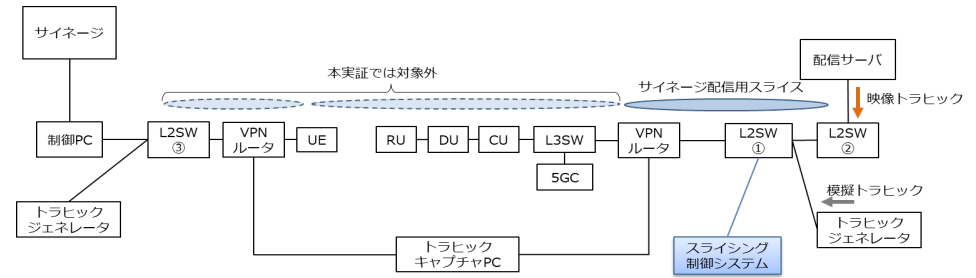 サイネージ
配信サーバ
本実証では対象外
サイネージ配信用スライス
映像トラヒック
制御PC
L2SW
③
VPN
ルータ
UE
RU
DU
CU
L3SW
VPN
ルータ
L2SW
①
L2SW
②
5GC
模擬トラヒック
トラヒック
ジェネレータ
トラヒック
ジェネレータ
トラヒック
キャプチャPC
スライシング
制御システム